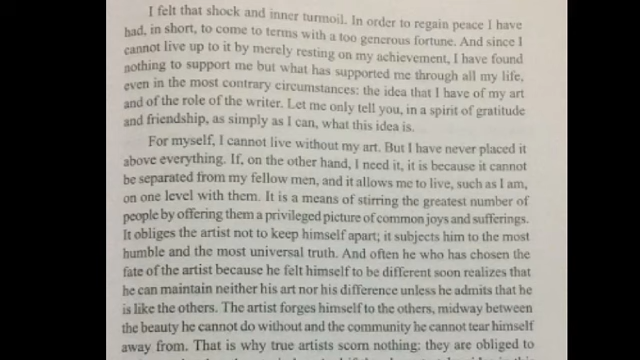 I felt that shock and inner turmoil. In order to regain peace I have
had, in short, to come to terms with a too generous fortune. And since I
cannot live up to it by merely resting on my achievement, I have found
nothing to support me but what has supported me through all my life,
even in the most contrary circumstances: the idea that I have of my art
and of the role of the writer. Let me only tell you, in a spirit of gratitude
and friendship, as simply as I can, what this idea is.
For myself, I cannot live without my art. But I have never placed it
above everything. If, on the other hand, I need it, it is because it cannot
be separated from my fellow men, and it allows me to live, such as I am,
on one level with them. It is a means of stirring the greatest number of
people by offering them a privileged picture of common joys and sufferings.
It obliges the artist not to keep himself apart; it subjects him to the most
humble and the most universal truth. And often he who has chosen the
fate of the artist because he felt himself to be different soon realizes that
he can maintain neither his art nor his difference unless he admits that he
is like the others. The artist forges himself to the others, midway between
the beauty he cannot do without and the community he cannot tear himself
away from. That is why true artists scorn nothing: they are obliged to